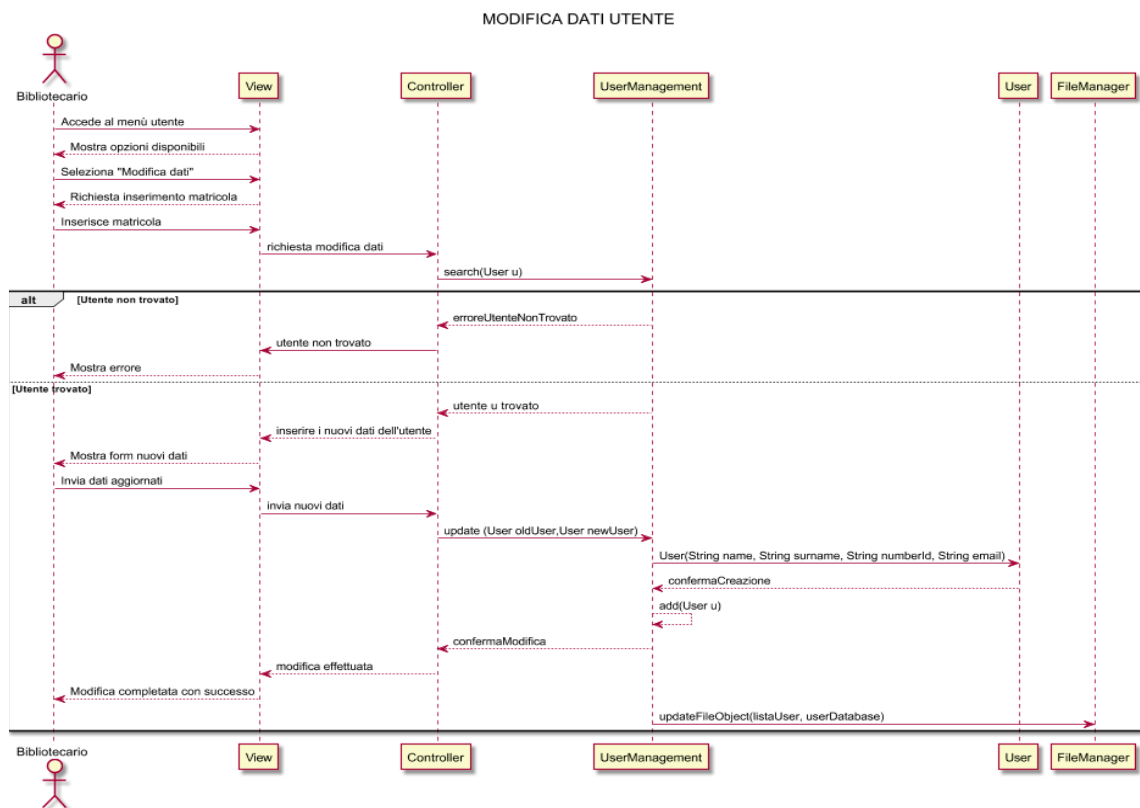 MODIFICA DATI UTENTE
Bibliotecario
View
Controller
UserManagement
User
FileManager
Accede al menù utente
Mostra opzioni disponibili
Seleziona "Modifica dati"
Richiesta inserimento matricola
Inserisce matricola
richiesta modifica dati
search(User u)
alt
[Utente non trovato]
erroreUtenteNonTrovato
utente non trovato
Mostra errore
[Utente trovato]
utente u trovato
inserire i nuovi dati dell'utente
Mostra form nuovi dati
Invia dati aggiornati
invia nuovi dati
update (User oldUser,User newUser)
User(String name, String surname, String numberId, String email)
confermaCreazione
add(User u)
confermaModifica
modifica effettuata
Modifica completata con successo
updateFileObject(listaUser, userDatabase)
Bibliotecario
View
Controller
UserManagement
User
FileManager